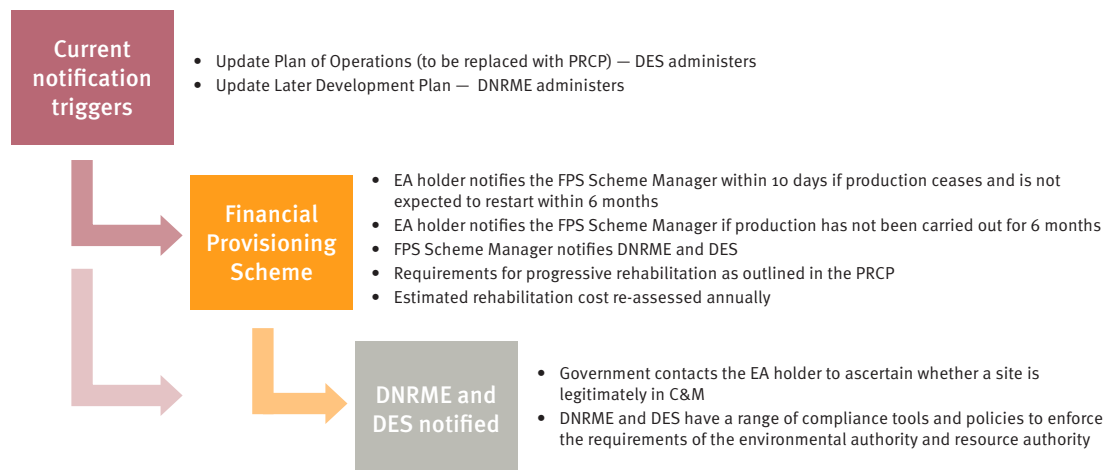 Current
notification
triggers
• Update Plan of Operations (to be replaced with PRCP) — DES administers
• Update Later Development Plan — DNRME administers
Financial
Provisioning
Scheme
• EA holder notifies the FPS Scheme Manager within 10 days if production ceases and is not
expected to restart within 6 months
• EA holder notifies the FPS Scheme Manager if production has not been carried out for 6 months
• FPS Scheme Manager notifies DNRME and DES
• Requirements for progressive rehabilitation as outlined in the PRCP
• Estimated rehabilitation cost re-assessed annually
DNRME and
DES notified
• Government contacts the EA holder to ascertain whether a site is
legitimately in C&M
• DNRME and DES have a range of compliance tools and policies to enforce
the requirements of the environmental authority and resource authority